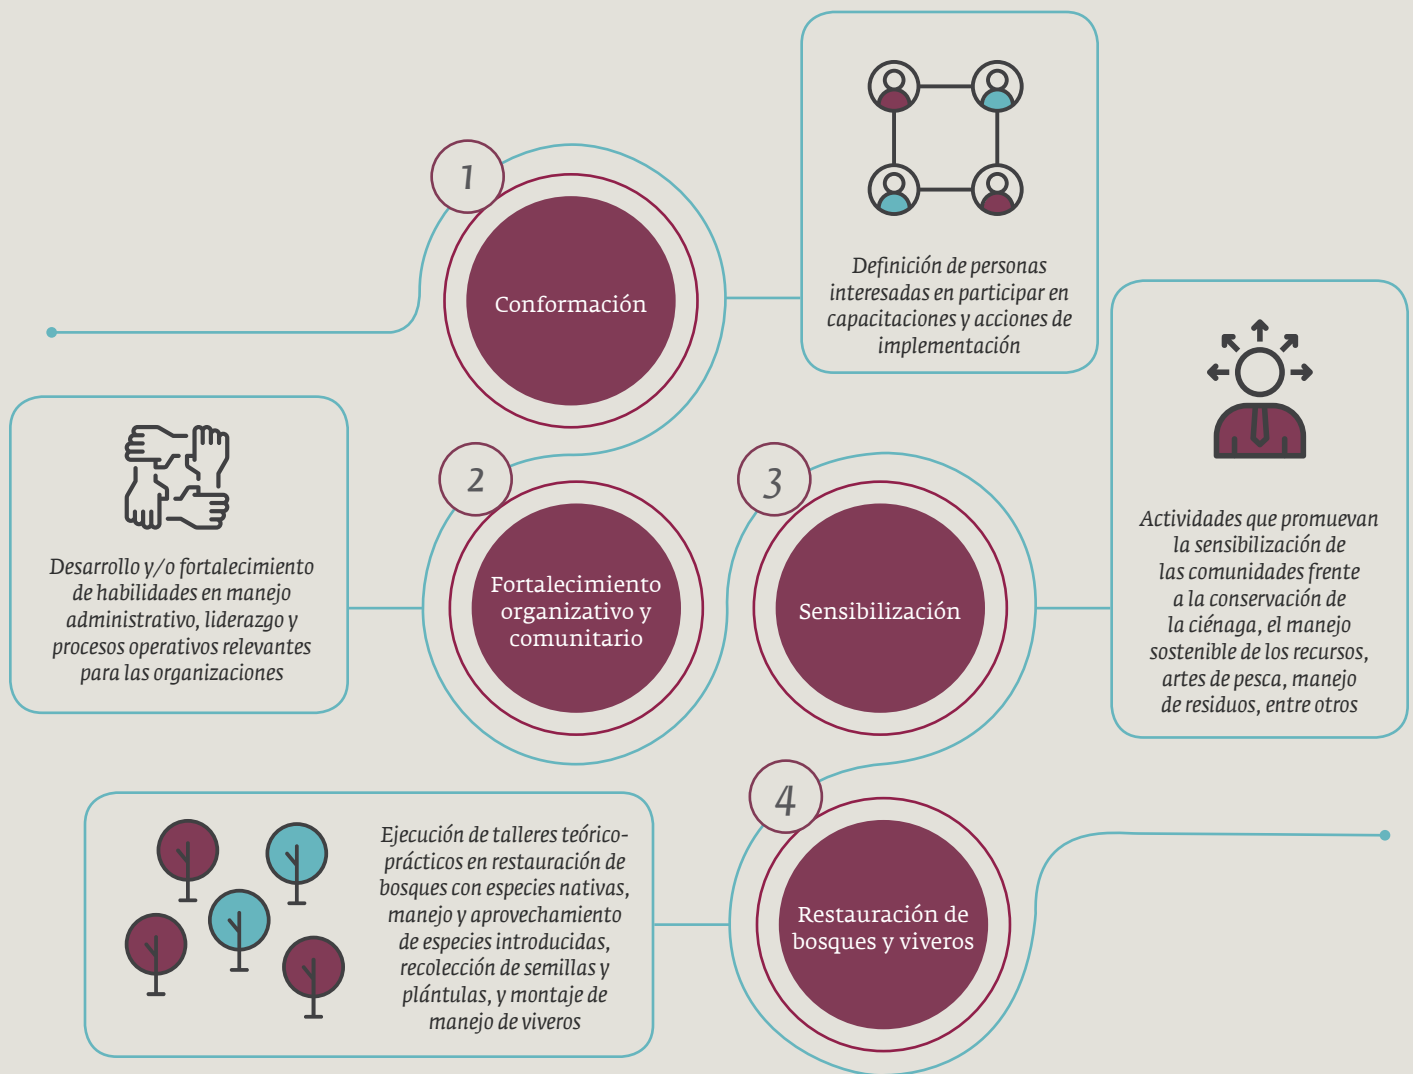 1
Conformación
Definición de personas
interesadas en participar en
capacitaciones y acciones de
implementación
2
Fortalecimiento
organizativo y
comunitario
Desarrollo y/o fortalecimiento
de habilidades en manejo
administrativo, liderazgo y
procesos operativos relevantes
para las organizaciones
3
Sensibilización
Actividades que promuevan
la sensibilización de
las comunidades frente
a la conservación de
la ciénaga, el manejo
sostenible de los recursos,
artes de pesca, manejo
de residuos, entre otros
4
Restauración de
bosques y viveros
Ejecución de talleres teórico-
prácticos en restauración de
bosques con especies nativas,
manejo y aprovechamiento
de especies introducidas,
recolección de semillas y
plántulas, y montaje de
manejo de viveros